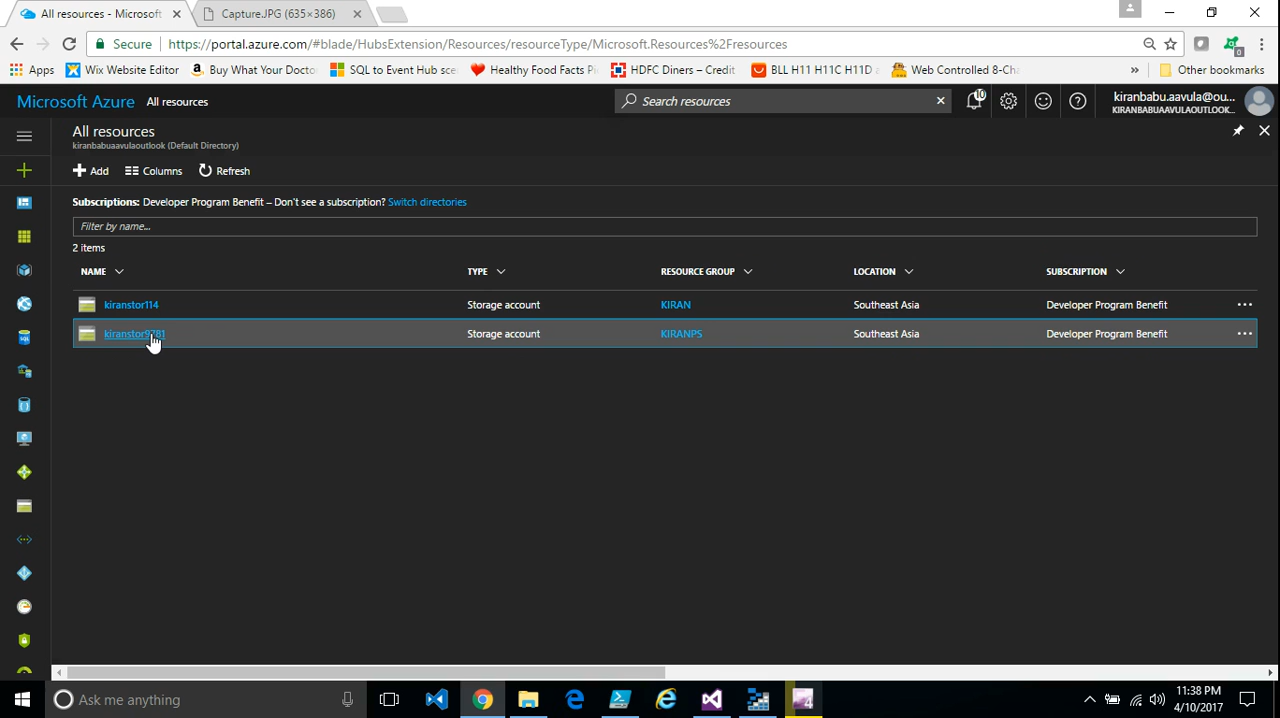 All resources - Microsoft
Capture.JPG (635×386)
Secure
https://portal.azure.com/#blade/HubsExtension/Resources/resourceType/Microsoft.Resources%2Fresources
Apps
Wix Website Editor
Buy What Your Docto
SQL to Event Hub sce
Healthy Food Facts
HDFC Diners – Credit
BLL H11 H11C H11D
Web Controlled 8-Cha
»
Other bookmarks
Microsoft Azure All resources
Search resources
10
kiranbabu.aavula@ou...
KIRANBABUAAVULAOUTLOOK...
All resources
kiranbabuaavulaoutlook (Default Directory)
Add
Columns
Refresh
Subscriptions: Developer Program Benefit – Don't see a subscription? Switch directories
Filter by name...
2 items
NAME TYPE RESOURCE GROUP LOCATION SUBSCRIPTION
kiranstor114 Storage account KIRAN Southeast Asia Developer Program Benefit ...
kiranstor9781 Storage account KIRANPS Southeast Asia Developer Program Benefit ...
Ask me anything
11:38 PM
4/10/2017